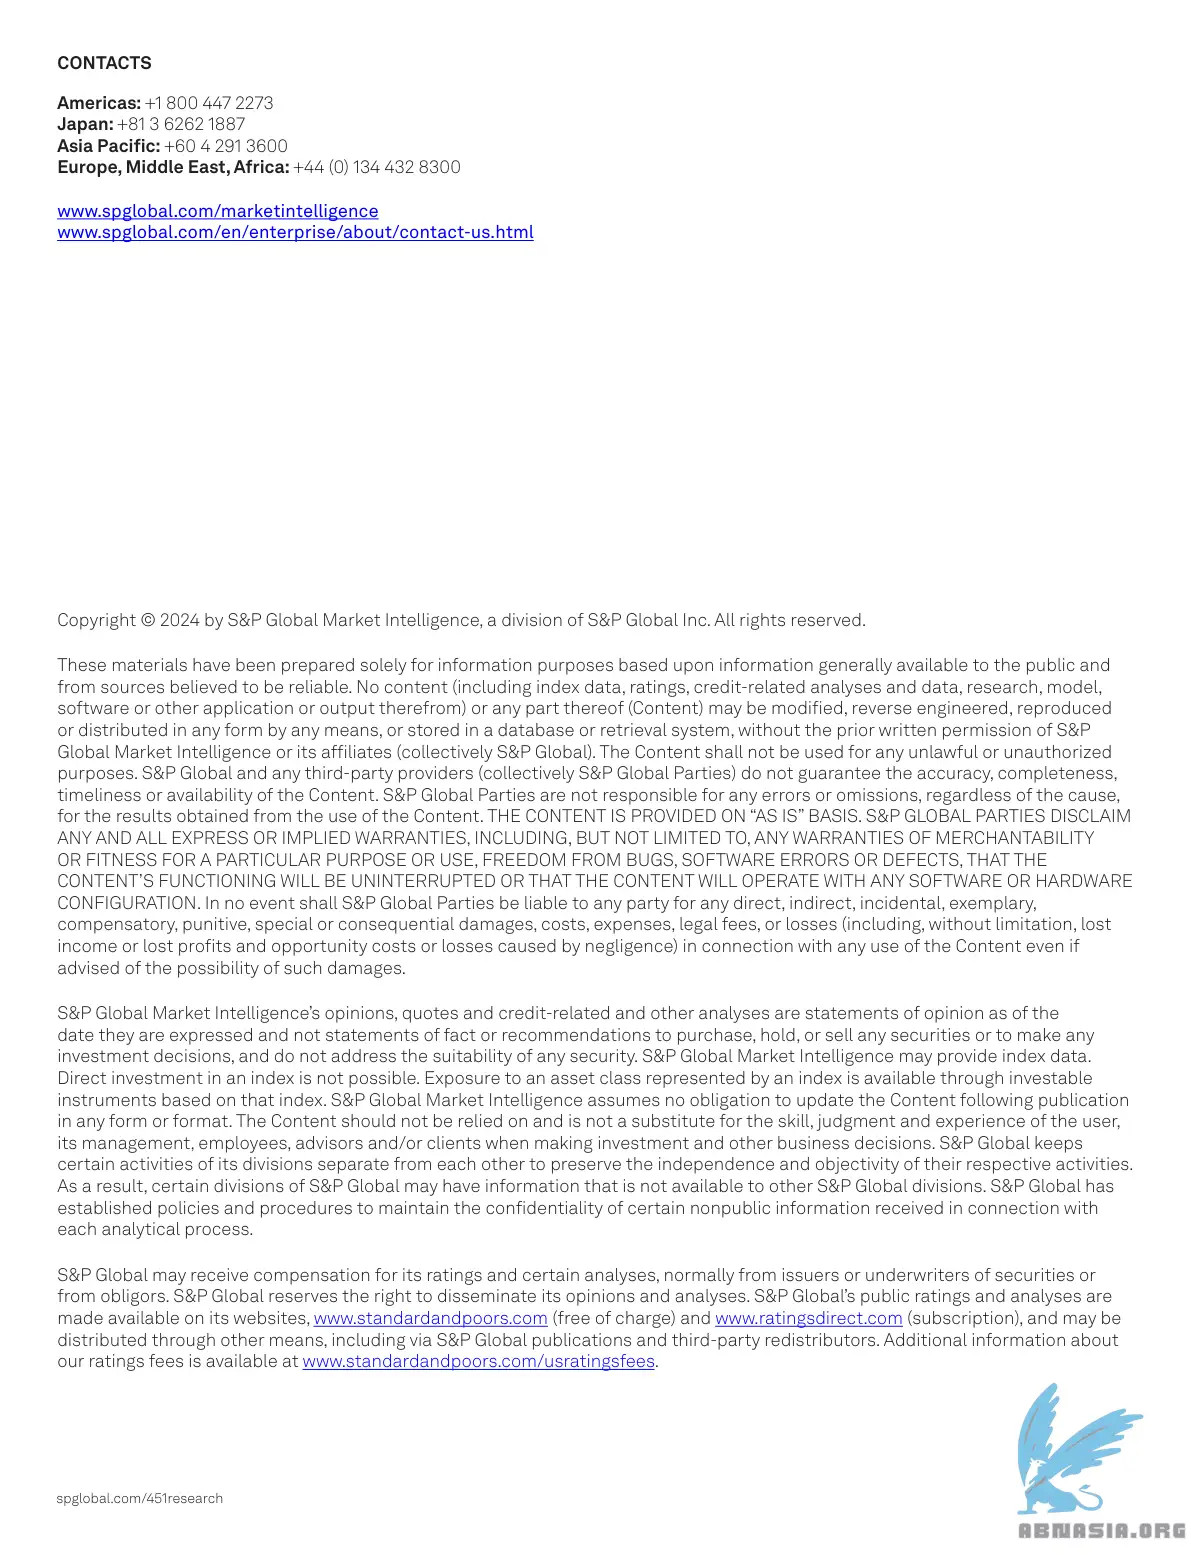 CONTACTS
Americas: +1 800 447 2273
Japan: +81 3 6262 1887
Asia Pacific: +60 4 291 3600
Europe, Middle East, Africa: +44 (0) 134 432 8300
www.spglobal.com/marketintelligence
www.spglobal.com/en/enterprise/about/contact-us.html
Copyright © 2024 by S&P Global Market Intelligence, a division of S&P Global Inc. All rights reserved.
These materials have been prepared solely for information purposes based upon information generally available to the public and
from sources believed to be reliable. No content (including index data, ratings, credit-related analyses and data, research, model,
software or other application or output therefrom) or any part thereof (Content) may be modified, reverse engineered, reproduced
or distributed in any form by any means, or stored in a database or retrieval system, without the prior written permission of S&P
Global Market Intelligence or its affiliates (collectively S&P Global). The Content shall not be used for any unlawful or unauthorized
purposes. S&P Global and any third-party providers (collectively S&P Global Parties) do not guarantee the accuracy, completeness,
timeliness or availability of the Content. S&P Global Parties are not responsible for any errors or omissions, regardless of the cause,
for the results obtained from the use of the Content. THE CONTENT IS PROVIDED ON “AS IS” BASIS. S&P GLOBAL PARTIES DISCLAIM
ANY AND ALL EXPRESS OR IMPLIED WARRANTIES, INCLUDING, BUT NOT LIMITED TO, ANY WARRANTIES OF MERCHANTABILITY
OR FITNESS FOR A PARTICULAR PURPOSE OR USE, FREEDOM FROM BUGS, SOFTWARE ERRORS OR DEFECTS, THAT THE
CONTENT’S FUNCTIONING WILL BE UNINTERRUPTED OR THAT THE CONTENT WILL OPERATE WITH ANY SOFTWARE OR HARDWARE
CONFIGURATION. In no event shall S&P Global Parties be liable to any party for any direct, indirect, incidental, exemplary,
compensatory, punitive, special or consequential damages, costs, expenses, legal fees, or losses (including, without limitation, lost
income or lost profits and opportunity costs or losses caused by negligence) in connection with any use of the Content even if
advised of the possibility of such damages.
S&P Global Market Intelligence’s opinions, quotes and credit-related and other analyses are statements of opinion as of the
date they are expressed and not statements of fact or recommendations to purchase, hold, or sell any securities or to make any
investment decisions, and do not address the suitability of any security. S&P Global Market Intelligence may provide index data.
Direct investment in an index is not possible. Exposure to an asset class represented by an index is available through investable
instruments based on that index. S&P Global Market Intelligence assumes no obligation to update the Content following publication
in any form or format. The Content should not be relied on and is not a substitute for the skill, judgment and experience of the user,
its management, employees, advisors and/or clients when making investment and other business decisions. S&P Global keeps
certain activities of its divisions separate from each other to preserve the independence and objectivity of their respective activities.
As a result, certain divisions of S&P Global may have information that is not available to other S&P Global divisions. S&P Global has
established policies and procedures to maintain the confidentiality of certain nonpublic information received in connection with
each analytical process.
S&P Global may receive compensation for its ratings and certain analyses, normally from issuers or underwriters of securities or
from obligors. S&P Global reserves the right to disseminate its opinions and analyses. S&P Global’s public ratings and analyses are
made available on its websites, www.standardandpoors.com (free of charge) and www.ratingsdirect.com (subscription), and may be
distributed through other means, including via S&P Global publications and third-party redistributors. Additional information about
our ratings fees is available at www.standardandpoors.com/usratingsfees.
spglobal.com/451research
ABNASIA.ORG